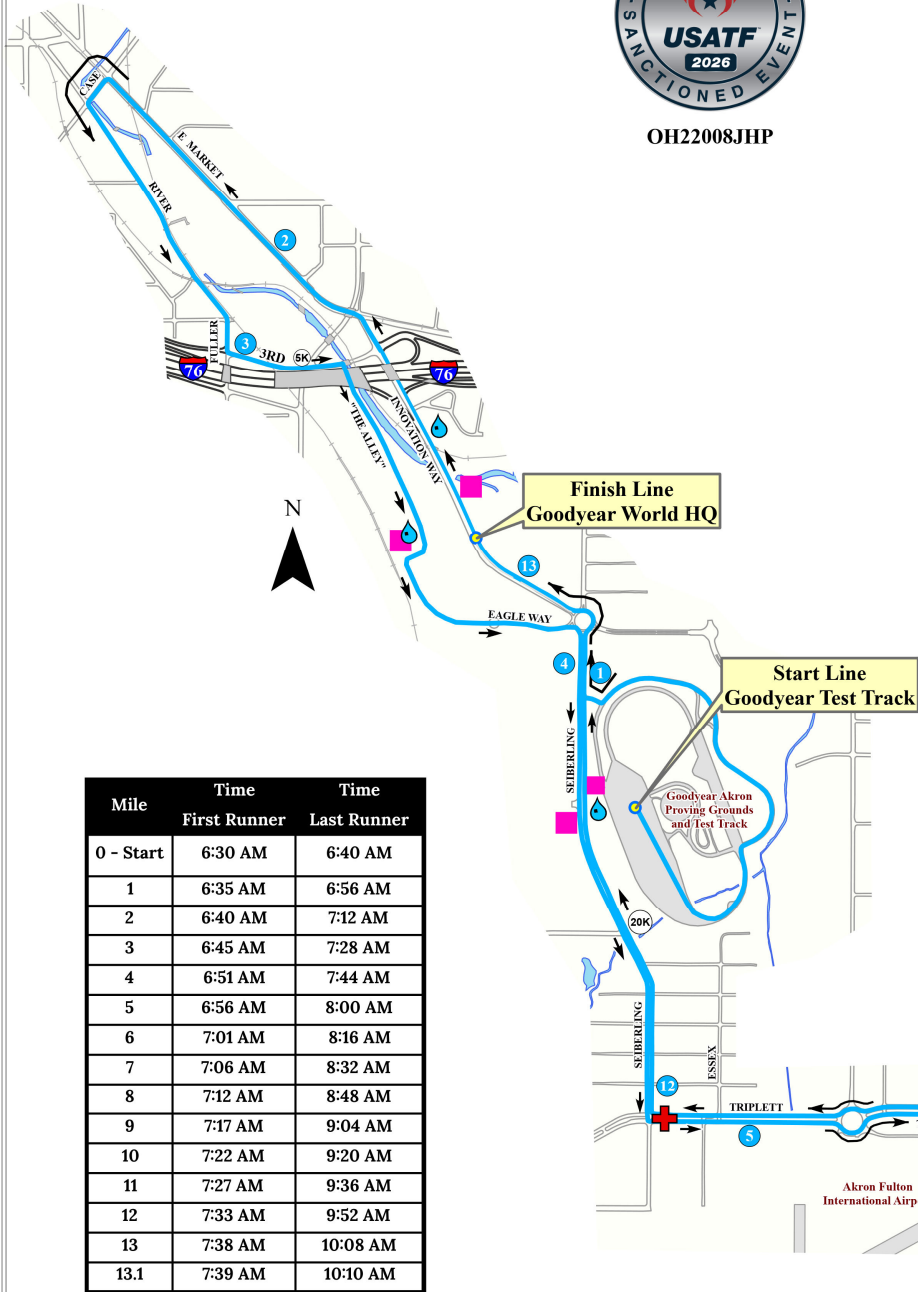 SANCTIONED EVENT
USATF
2026
OH22008JHP
CASE
E MARKET
RIVER
2
FULLER
3
3RD
5K
76
76
"THE ALLEY"
INNOVATION WAY
N
Finish Line
Goodyear World HQ
13
EAGLE WAY
4
1
Start Line
Goodyear Test Track
SEIBERLING
Goodyear Akron
Proving Grounds
and Test Track
20K
SEIBERLING
ESSEX
12
TRIPLETT
5
Akron Fulton
International Airp
Mile Time First Runner Time Last Runner
0 - Start 6:30 AM 6:40 AM
1 6:35 AM 6:56 AM
2 6:40 AM 7:12 AM
3 6:45 AM 7:28 AM
4 6:51 AM 7:44 AM
5 6:56 AM 8:00 AM
6 7:01 AM 8:16 AM
7 7:06 AM 8:32 AM
8 7:12 AM 8:48 AM
9 7:17 AM 9:04 AM
10 7:22 AM 9:20 AM
11 7:27 AM 9:36 AM
12 7:33 AM 9:52 AM
13 7:38 AM 10:08 AM
13.1 7:39 AM 10:10 AM